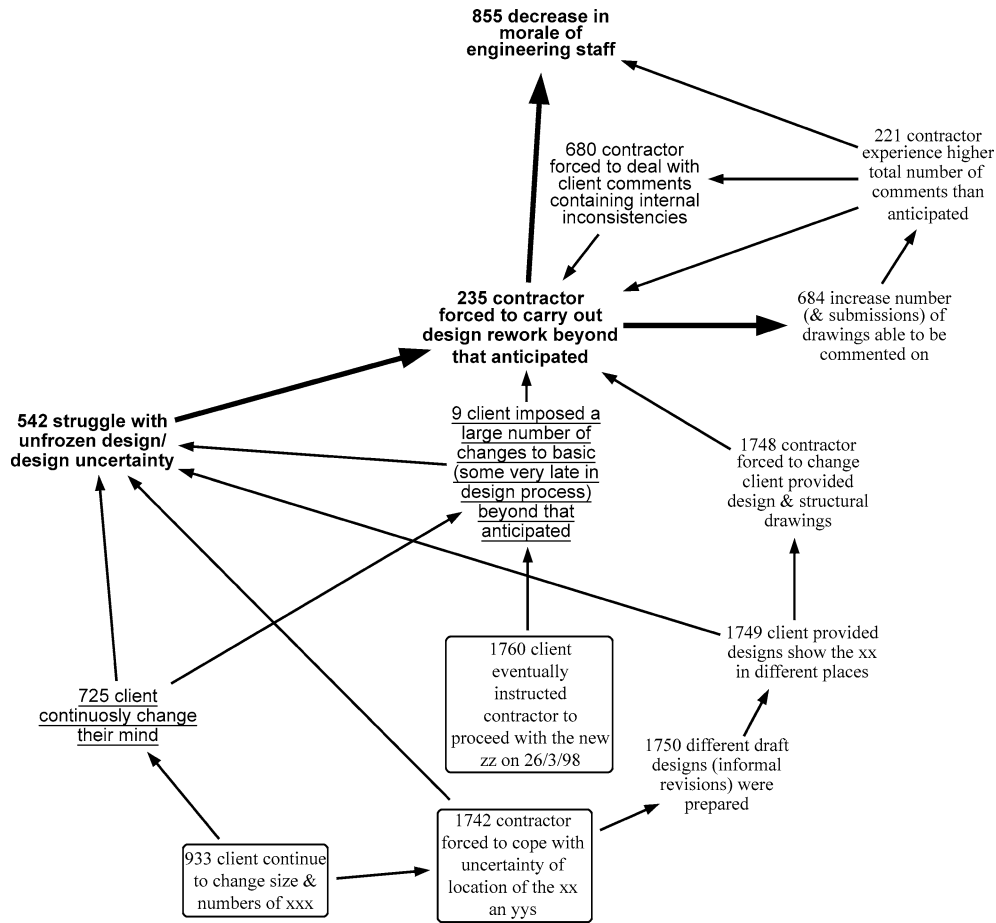 855 decrease in
morale of
engineering staff
221 contractor
experience higher
total number of
comments than
anticipated
680 contractor
forced to deal with
client comments
containing internal
inconsistencies
235 contractor
forced to carry out
design rework beyond
that anticipated
684 increase number
(& submissions) of
drawings able to be
commented on
542 struggle with
unfrozen design/
design uncertainty
9 client imposed a
large number of
changes to basic
(some very late in
design process)
beyond that
anticipated
1748 contractor
forced to change
client provided
design & structural
drawings
1760 client
eventually
instructed
contractor to
proceed with the new
zz on 26/3/98
1749 client provided
designs show the xx
in different places
725 client
continuosly change
their mind
1750 different draft
designs (informal
revisions) were
prepared
1742 contractor
forced to cope with
uncertainty of
location of the xx
an yys
933 client continue
to change size &
numbers of xxx